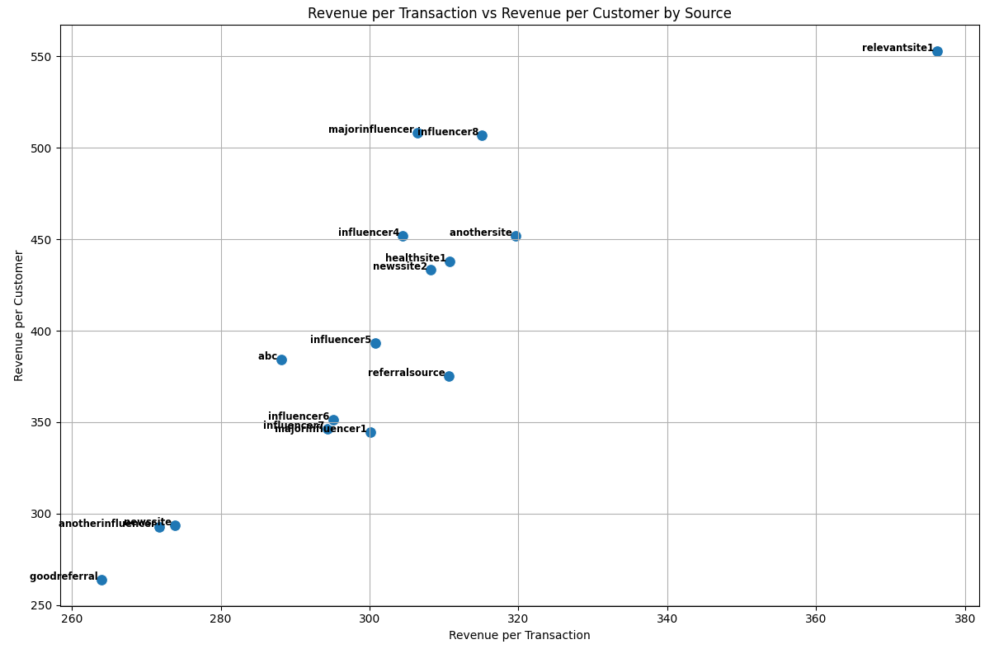 Revenue per Transaction vs Revenue per Customer by Source
relevantsite1
550
majorinfluencer
influencer8
500
influencer4
anothersite
450
healthsite1
newssite2
Revenue per Customer
influencer5
400
abc
referralsource
influencer6
350
influencer7
majorinfluencer1
newssite
anotherinfluencer
300
goodreferral
250
260 280 300 320 340 360 380
Revenue per Transaction